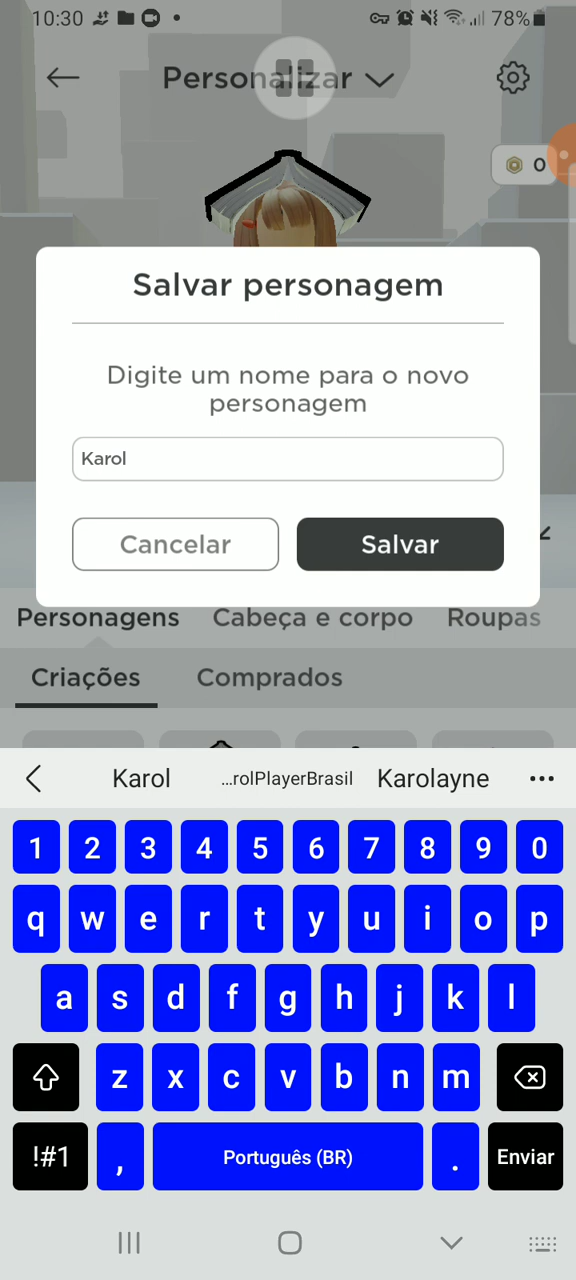 10:30
78%
Personalizar
0
Salvar personagem
Digite um nome para o novo
personagem
Karol
Cancelar
Salvar
Personagens
Cabeça e corpo
Roupas
Criações
Comprados
Karol
...rolPlayerBrasil
Karolayne
1 2 3 4 5 6 7 8 9 0
q w e r t y u i o p
a s d f g h j k l
z x c v b n m
!#1 , Português (BR) . Enviar